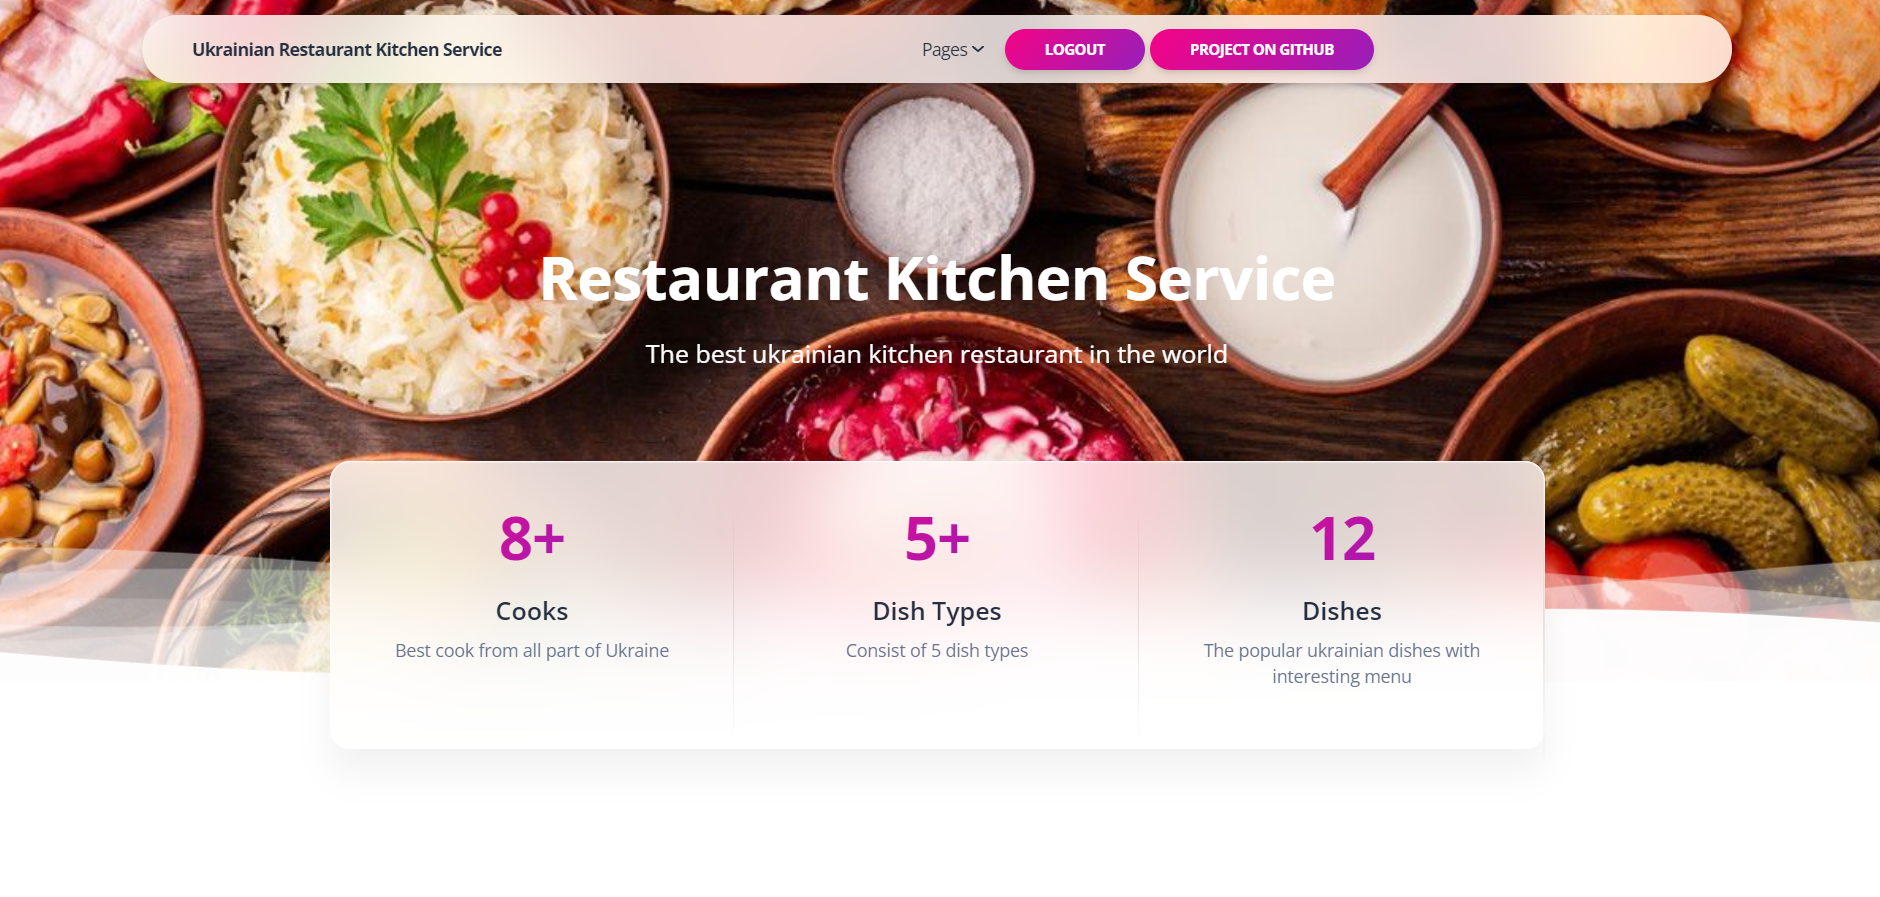 Ukrainian Restaurant Kitchen Service
Pages
LOGOUT
PROJECT ON GITHUB
Restaurant Kitchen Service
The best ukrainian kitchen restaurant in the world
8+
Cooks
Best cook from all part of Ukraine
5+
Dish Types
Consist of 5 dish types
12
Dishes
The popular ukrainian dishes with
interesting menu